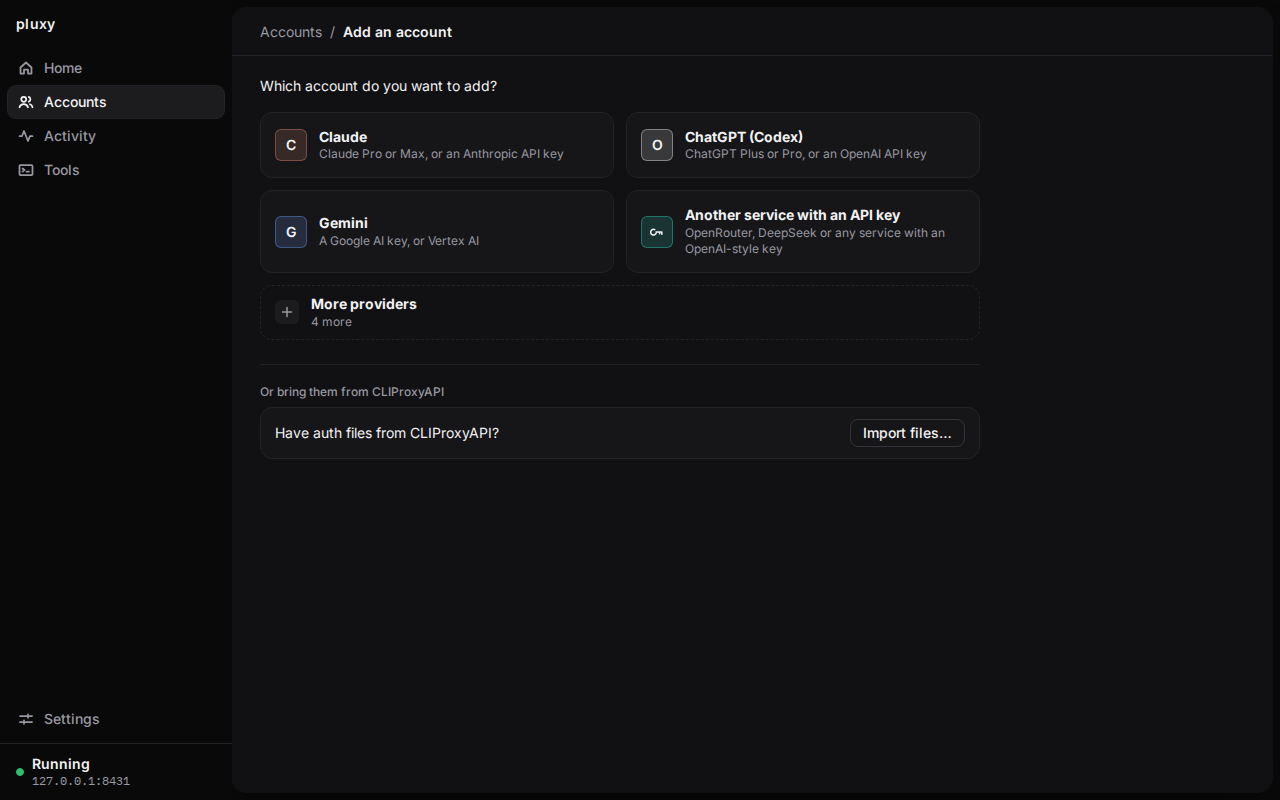 pluxy
Home
Accounts
Activity
Tools
Settings
Running
127.0.0.1:8431
Accounts / Add an account
Which account do you want to add?
C
Claude
Claude Pro or Max, or an Anthropic API key
O
ChatGPT (Codex)
ChatGPT Plus or Pro, or an OpenAI API key
G
Gemini
A Google AI key, or Vertex AI
Another service with an API key
OpenRouter, DeepSeek or any service with an
OpenAI-style key
More providers
4 more
Or bring them from CLIProxyAPI
Have auth files from CLIProxyAPI?
Import files...